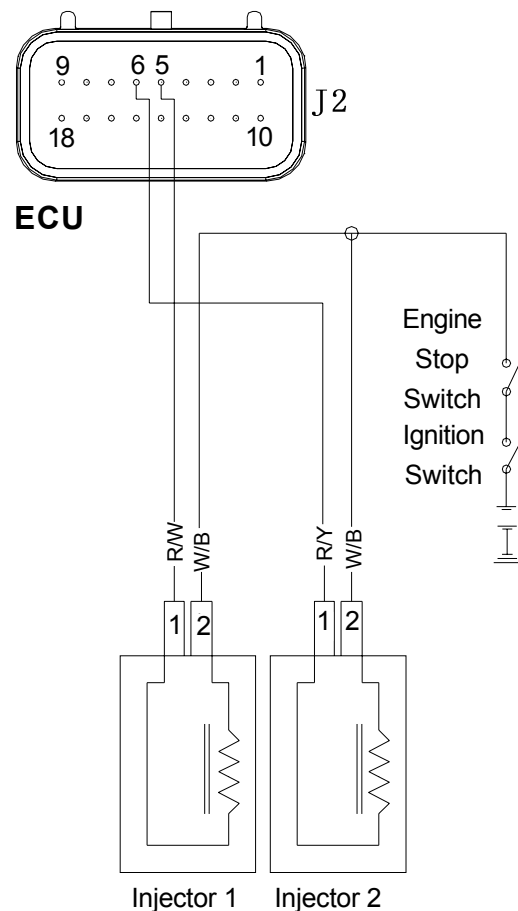 9 6 5 1
J2
18 10
ECU
Engine
Stop
Switch
Ignition
Switch
R/W
W/B
R/Y
W/B
1 2 1 2
Injector 1 Injector 2